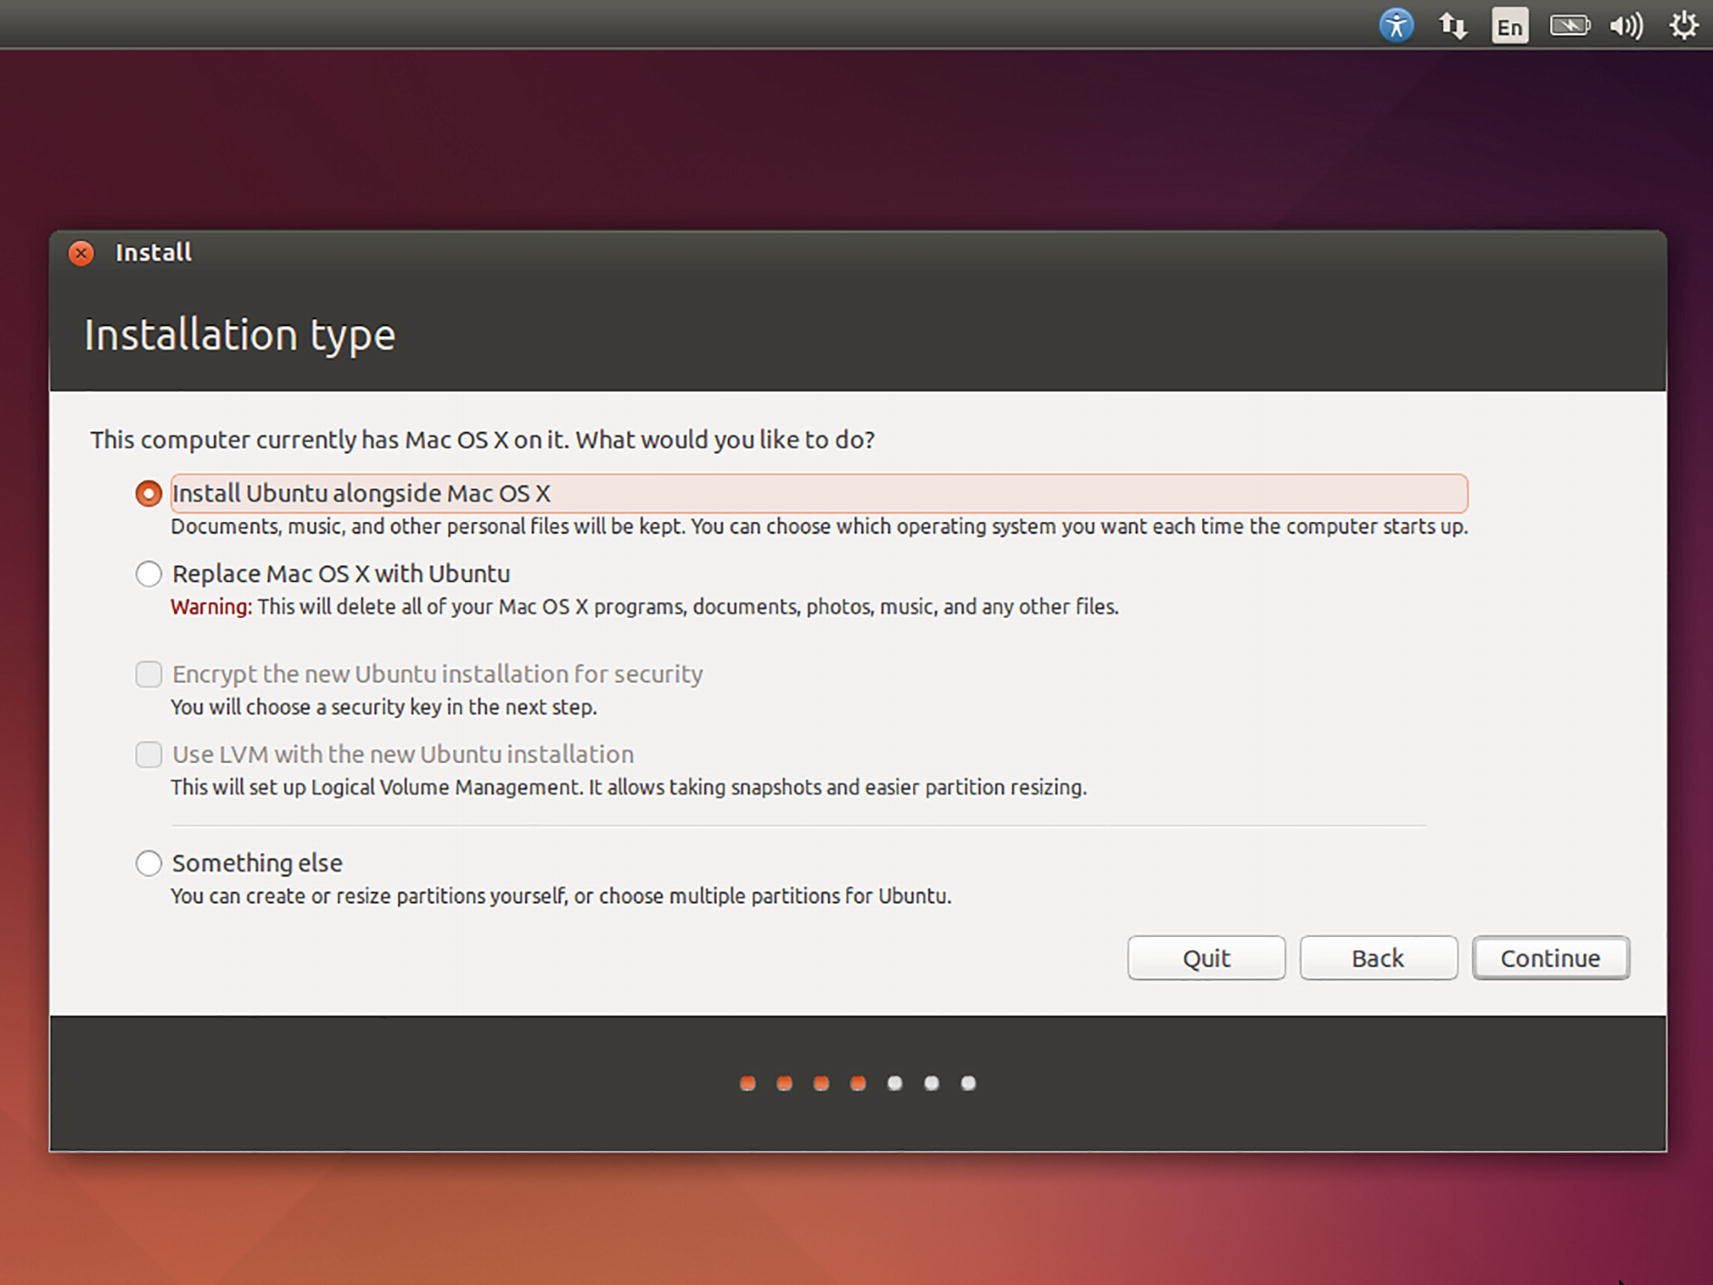 En
Install
Installation type
This computer currently has Mac OS X on it. What would you like to do?
Install Ubuntu alongside Mac OS X
Documents, music, and other personal files will be kept. You can choose which operating system you want each time the computer starts up.
Replace Mac OS X with Ubuntu
Warning: This will delete all of your Mac OS X programs, documents, photos, music, and any other files.
Encrypt the new Ubuntu installation for security
You will choose a security key in the next step.
Use LVM with the new Ubuntu installation
This will set up Logical Volume Management. It allows taking snapshots and easier partition resizing.
Something else
You can create or resize partitions yourself, or choose multiple partitions for Ubuntu.
Quit Back Continue